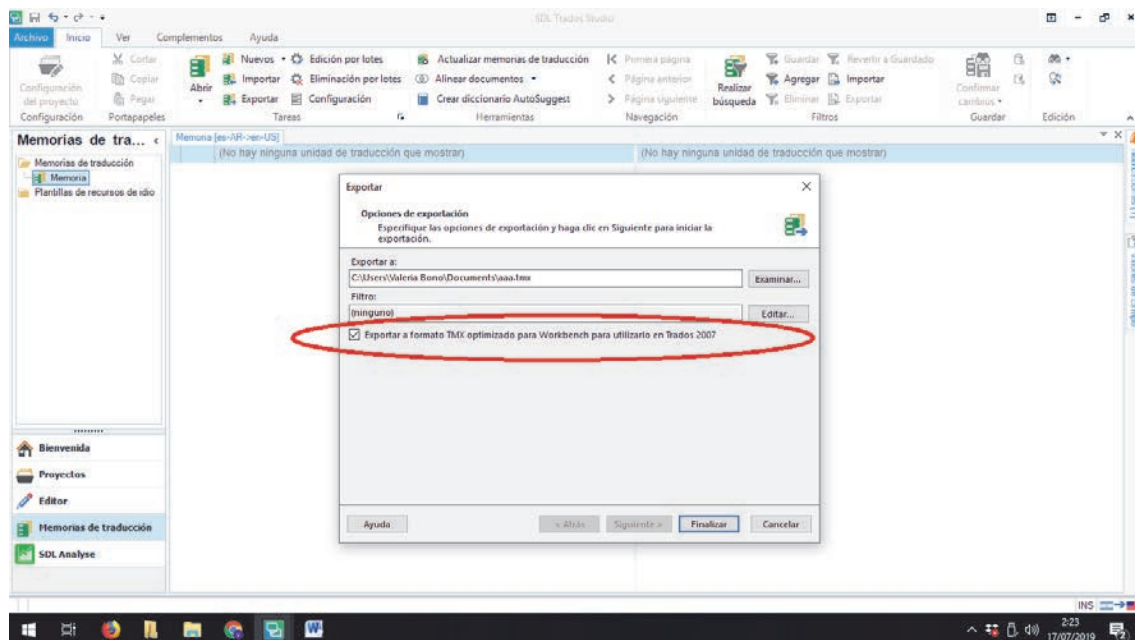 SDL Trados Studio
Archivo Inicio Ver Complementos Ayuda
Configuración del proyecto
Configuración
Cortar
Copiar
Pegar
Portapapeles
Abrir
Nuevos
Importar
Exportar
Edición por lotes
Eliminación por lotes
Configuración
Tareas
Actualizar memorias de traducción
Alinear documentos
Crear diccionario AutoSuggest
Herramientas
Primera página
Página anterior
Página siguiente
Navegación
Realizar búsqueda
Guardar
Agregar
Eliminar
Revertir a Guardado
Importar
Exportar
Filtros
Confirmar cambios
Guardar
Edición
Memorias de tra...
Memorias de traducción
Memoria
Plantillas de recursos de idio
Memoria [es-AR->en-US]
(No hay ninguna unidad de traducción que mostrar)
(No hay ninguna unidad de traducción que mostrar)
Exportar
Opciones de exportación
Especifique las opciones de exportación y haga clic en Siguiente para iniciar la
exportación.
Exportar a:
C:\Users\Valeria Bono\Documents\aaa.tmx
Examinar...
Filtro:
(ninguno)
Editar...
Exportar a formato TMX optimizado para Workbench para utilizarlo en Trados 2007
Ayuda
< Atrás
Siguiente >
Finalizar
Cancelar
Bienvenida
Proyectos
Editor
Memorias de traducción
SDL Analyse
INS
2:23
17/07/2019